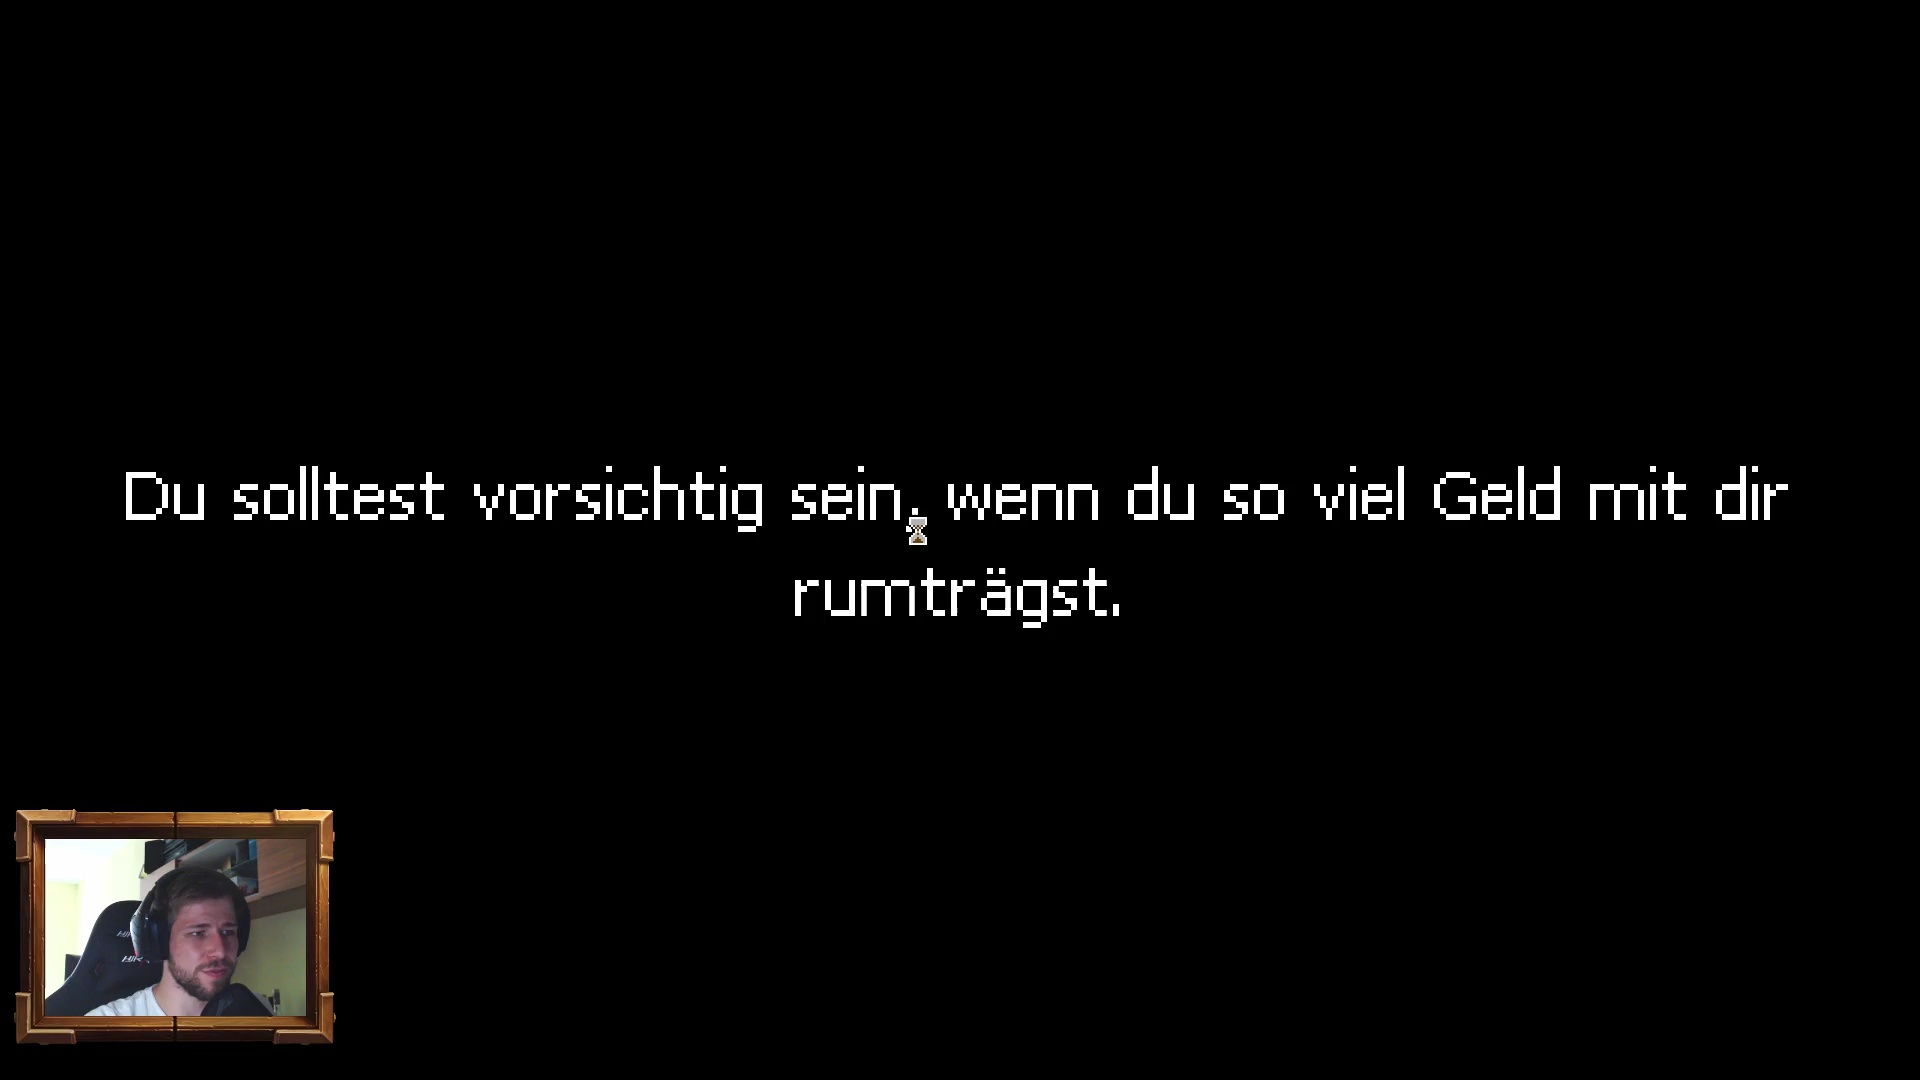 Du solltest vorsichtig sein, wenn du so viel Geld mit dir
rumträgst.